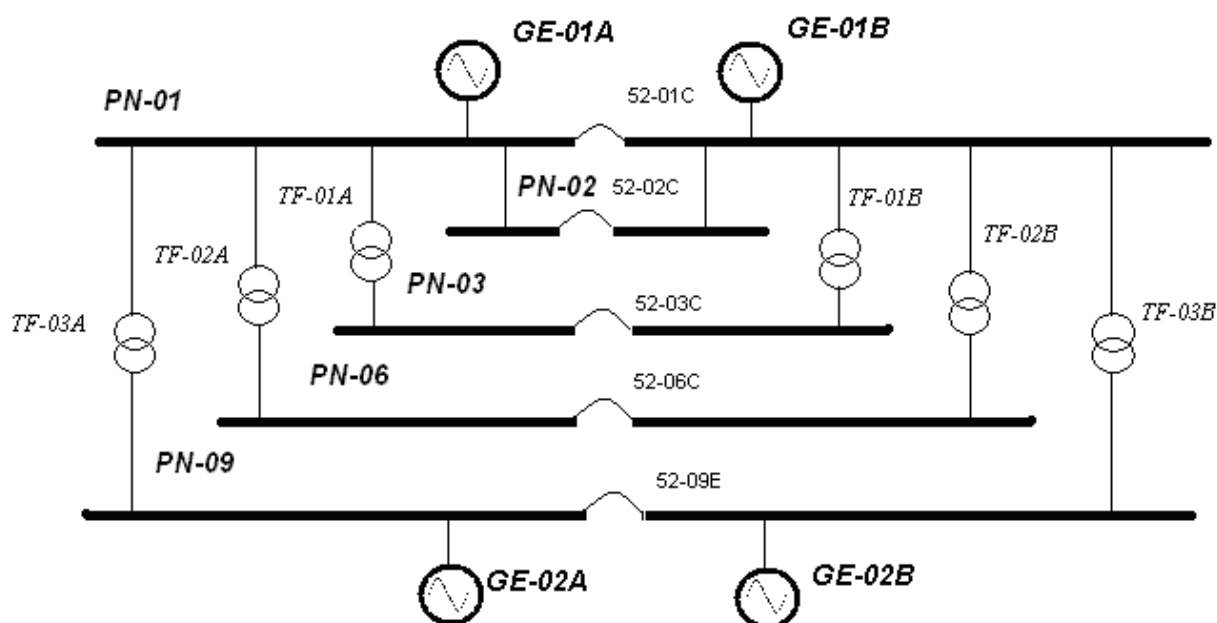 GE-01A
GE-01B
PN-01
52-01C
PN-02
52-02C
TF-01A
TF-01B
TF-02A
TF-02B
PN-03
52-03C
TF-03A
TF-03B
PN-06
52-06C
PN-09
52-09E
GE-02A
GE-02B